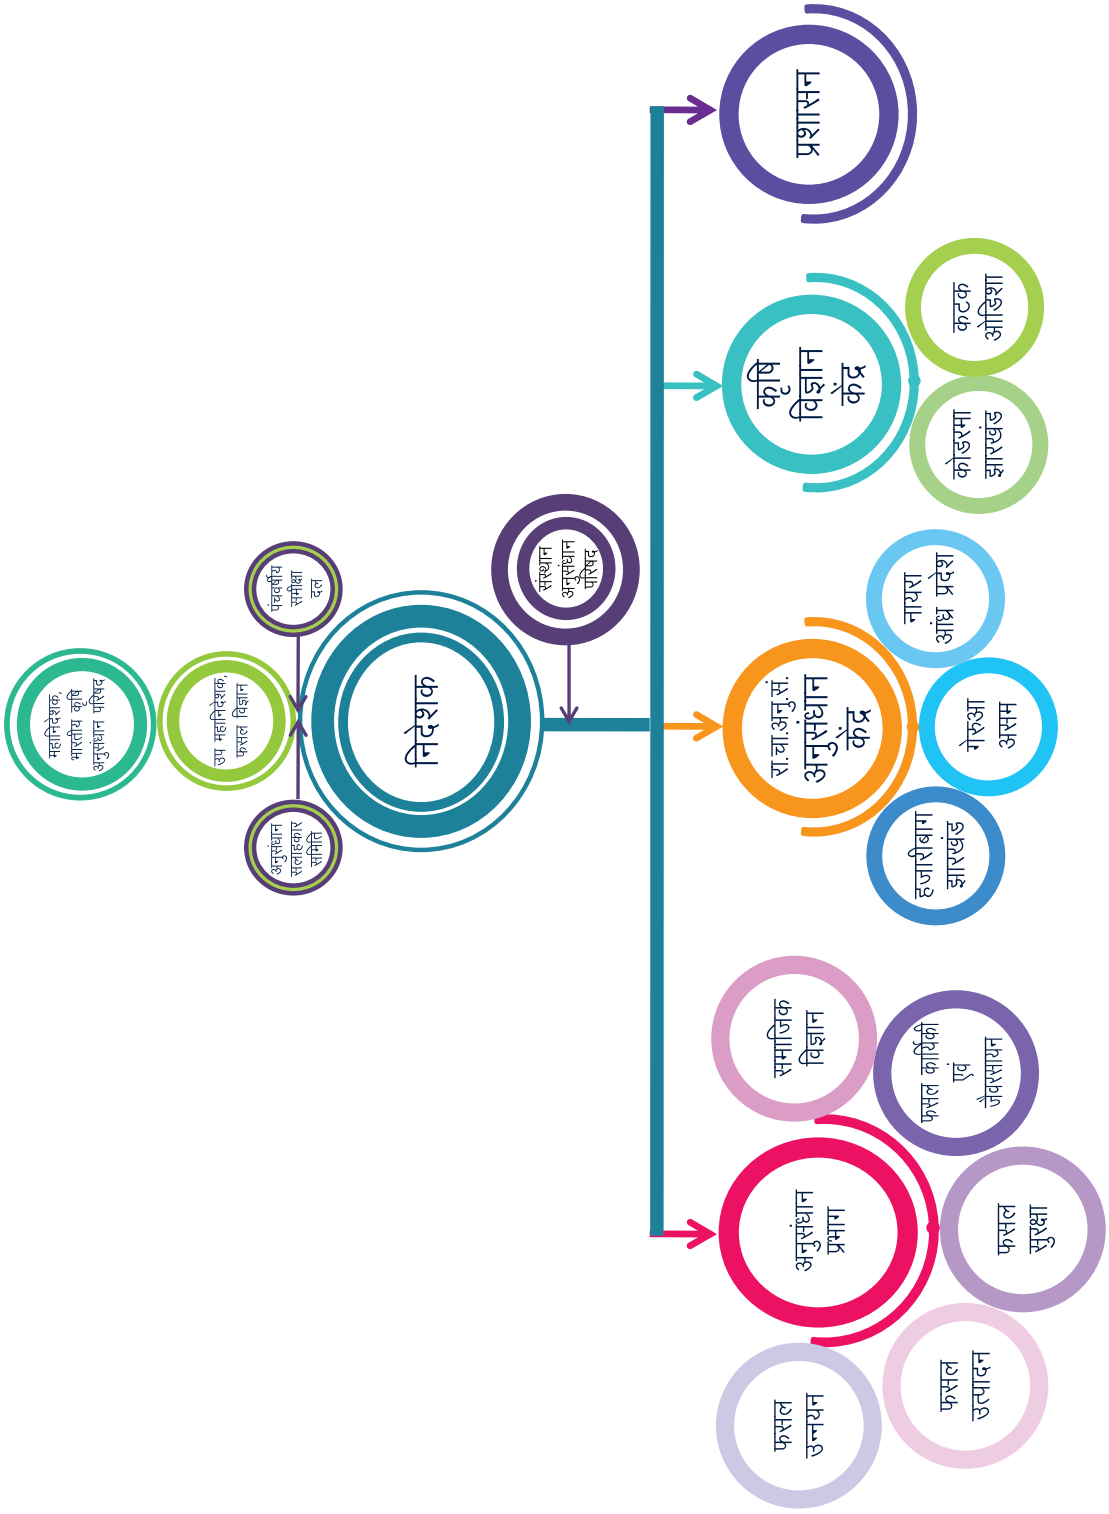 महानिदेशक,
भारतीय कृषि
अनुसंधान परिषद
उप महानिदेशक,
फसल विज्ञान
अनुसंधान
सलाहकार
समिति
पंचवर्षीय
समीक्षा
दल
निदेशक
संस्थान
अनुसंधान
परिषद
अनुसंधान
प्रभाग
फसल
उन्नयन
फसल
उत्पादन
फसल
सुरक्षा
फसल कार्यिकी
एवं
जैवरसायन
समाजिक
विज्ञान
रा.चा.अनु.सं.
अनुसंधान
केंद्र
हजारीबाग
झारखंड
गेरुआ
असम
नायरा
आंध्र प्रदेश
कृषि
विज्ञान
केंद्र
कोडरमा
झारखंड
कटक
ओडिशा
प्रशासन